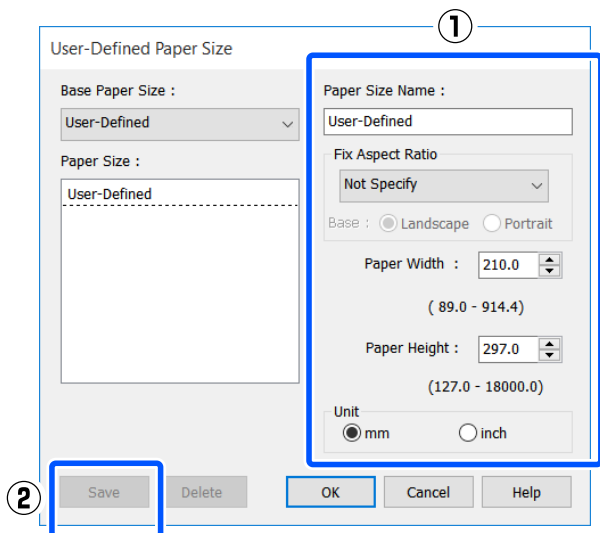 ①
User-Defined Paper Size
Base Paper Size :
User-Defined
Paper Size :
User-Defined
Paper Size Name :
User-Defined
Fix Aspect Ratio
Not Specify
Base : Landscape Portrait
Paper Width : 210.0
( 89.0 - 914.4)
Paper Height : 297.0
(127.0 - 18000.0)
Unit
mm inch
②
Save Delete OK Cancel Help